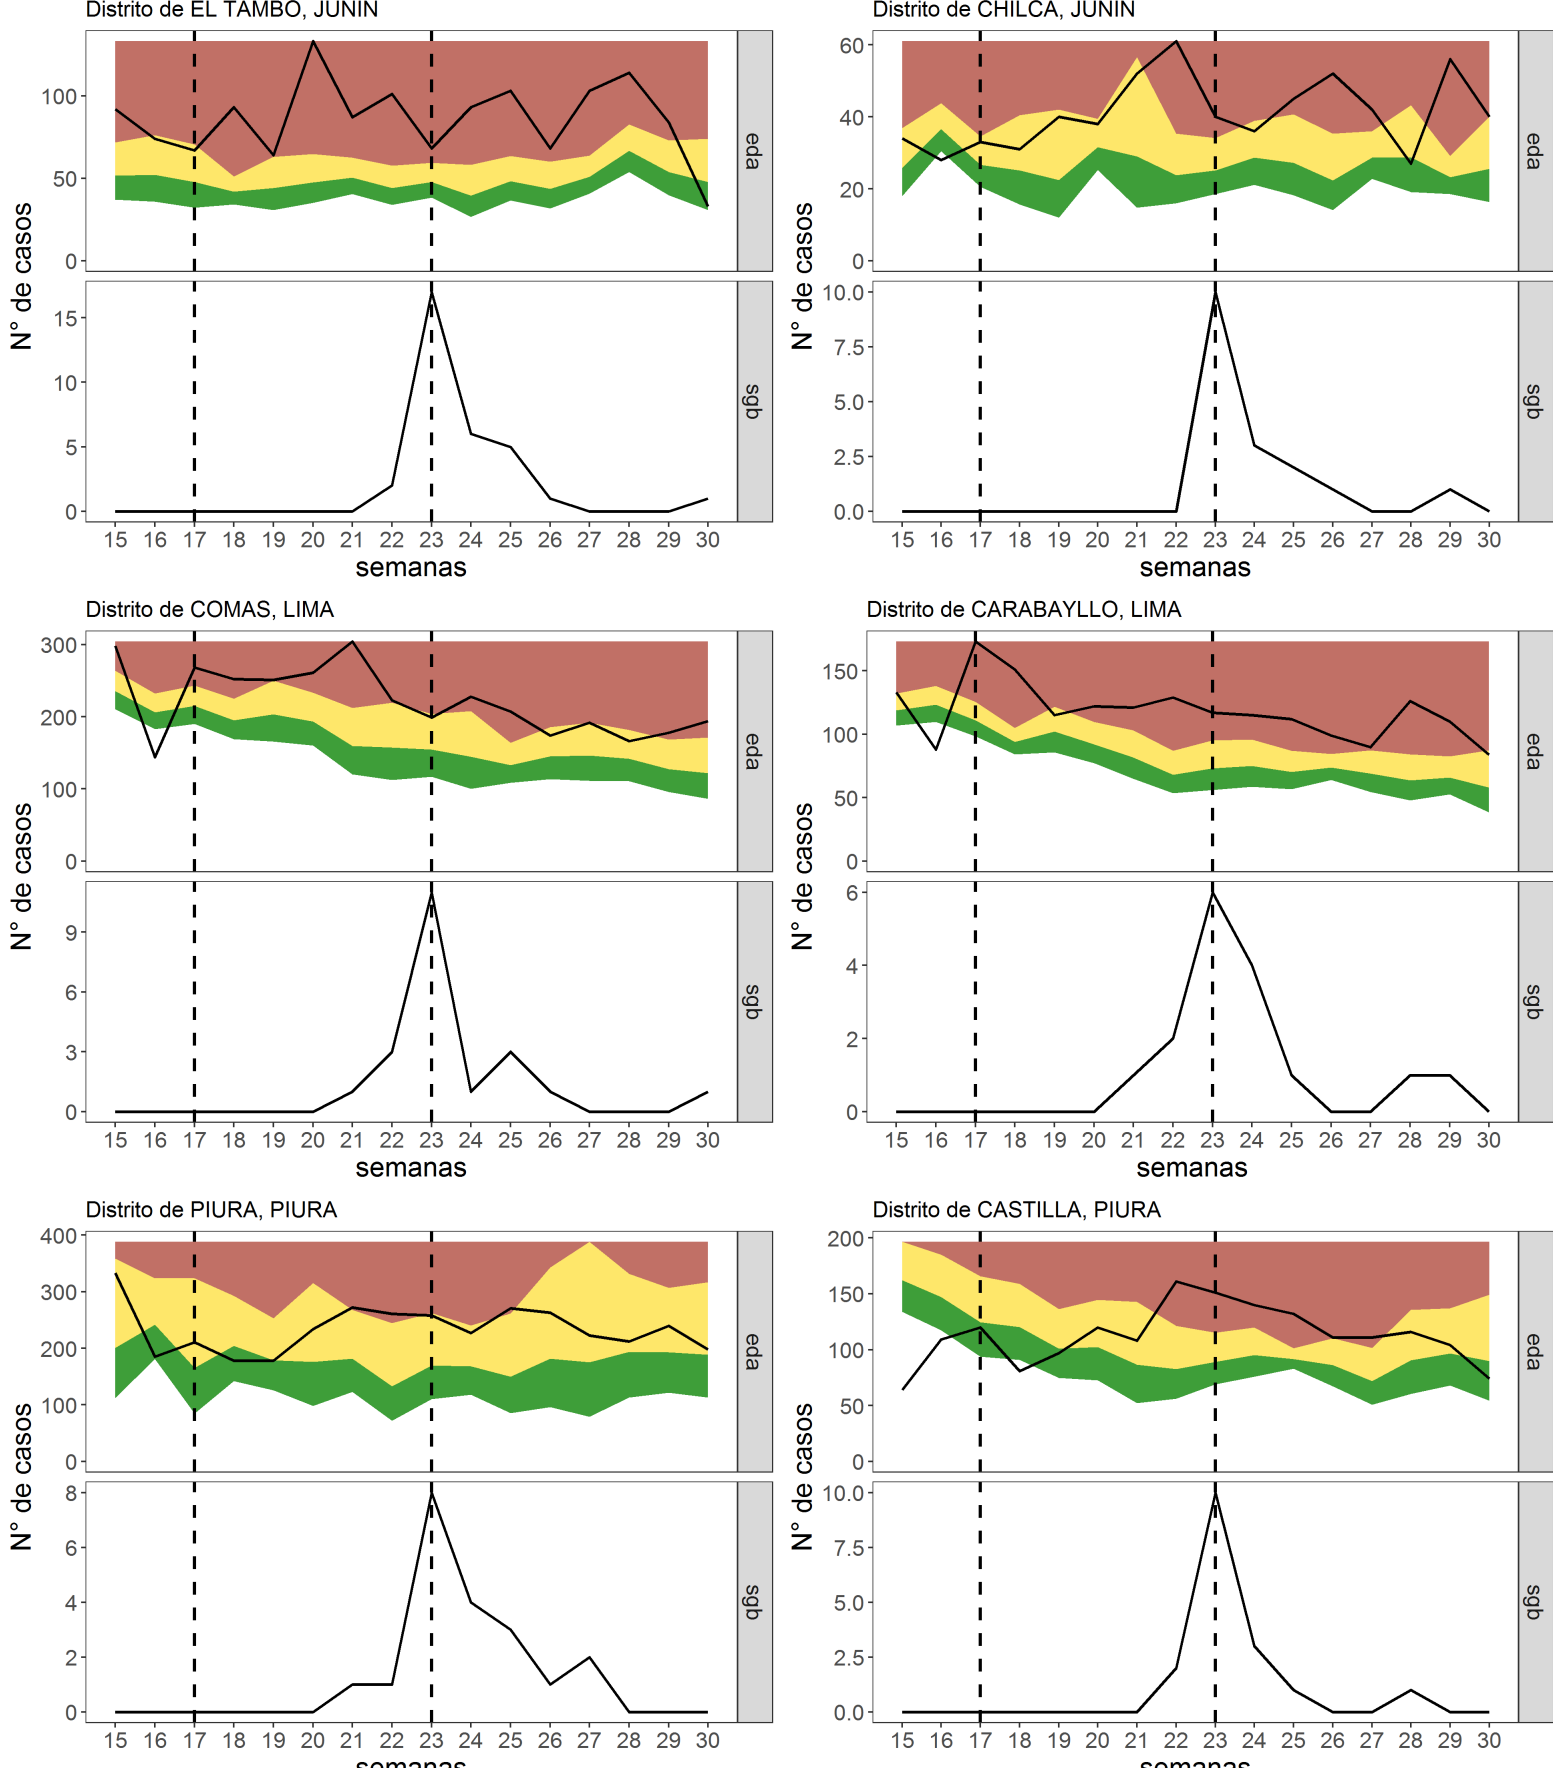 Distrito de EL TAMBO, JUNIN
100
50
0
eda
15
10
5
0
sgb
N° de casos
15 16 17 18 19 20 21 22 23 24 25 26 27 28 29 30
semanas
Distrito de CHILCA, JUNIN
60
40
20
0
eda
10.0
7.5
5.0
2.5
0.0
sgb
N° de casos
15 16 17 18 19 20 21 22 23 24 25 26 27 28 29 30
semanas
Distrito de COMAS, LIMA
300
200
100
0
eda
9
6
3
0
sgb
N° de casos
15 16 17 18 19 20 21 22 23 24 25 26 27 28 29 30
semanas
Distrito de CARABAYLLO, LIMA
150
100
50
0
eda
6
4
2
0
sgb
N° de casos
15 16 17 18 19 20 21 22 23 24 25 26 27 28 29 30
semanas
Distrito de PIURA, PIURA
400
300
200
100
0
eda
8
6
4
2
0
sgb
N° de casos
15 16 17 18 19 20 21 22 23 24 25 26 27 28 29 30
semanas
Distrito de CASTILLA, PIURA
200
150
100
50
0
eda
10.0
7.5
5.0
2.5
0.0
sgb
N° de casos
15 16 17 18 19 20 21 22 23 24 25 26 27 28 29 30
semanas